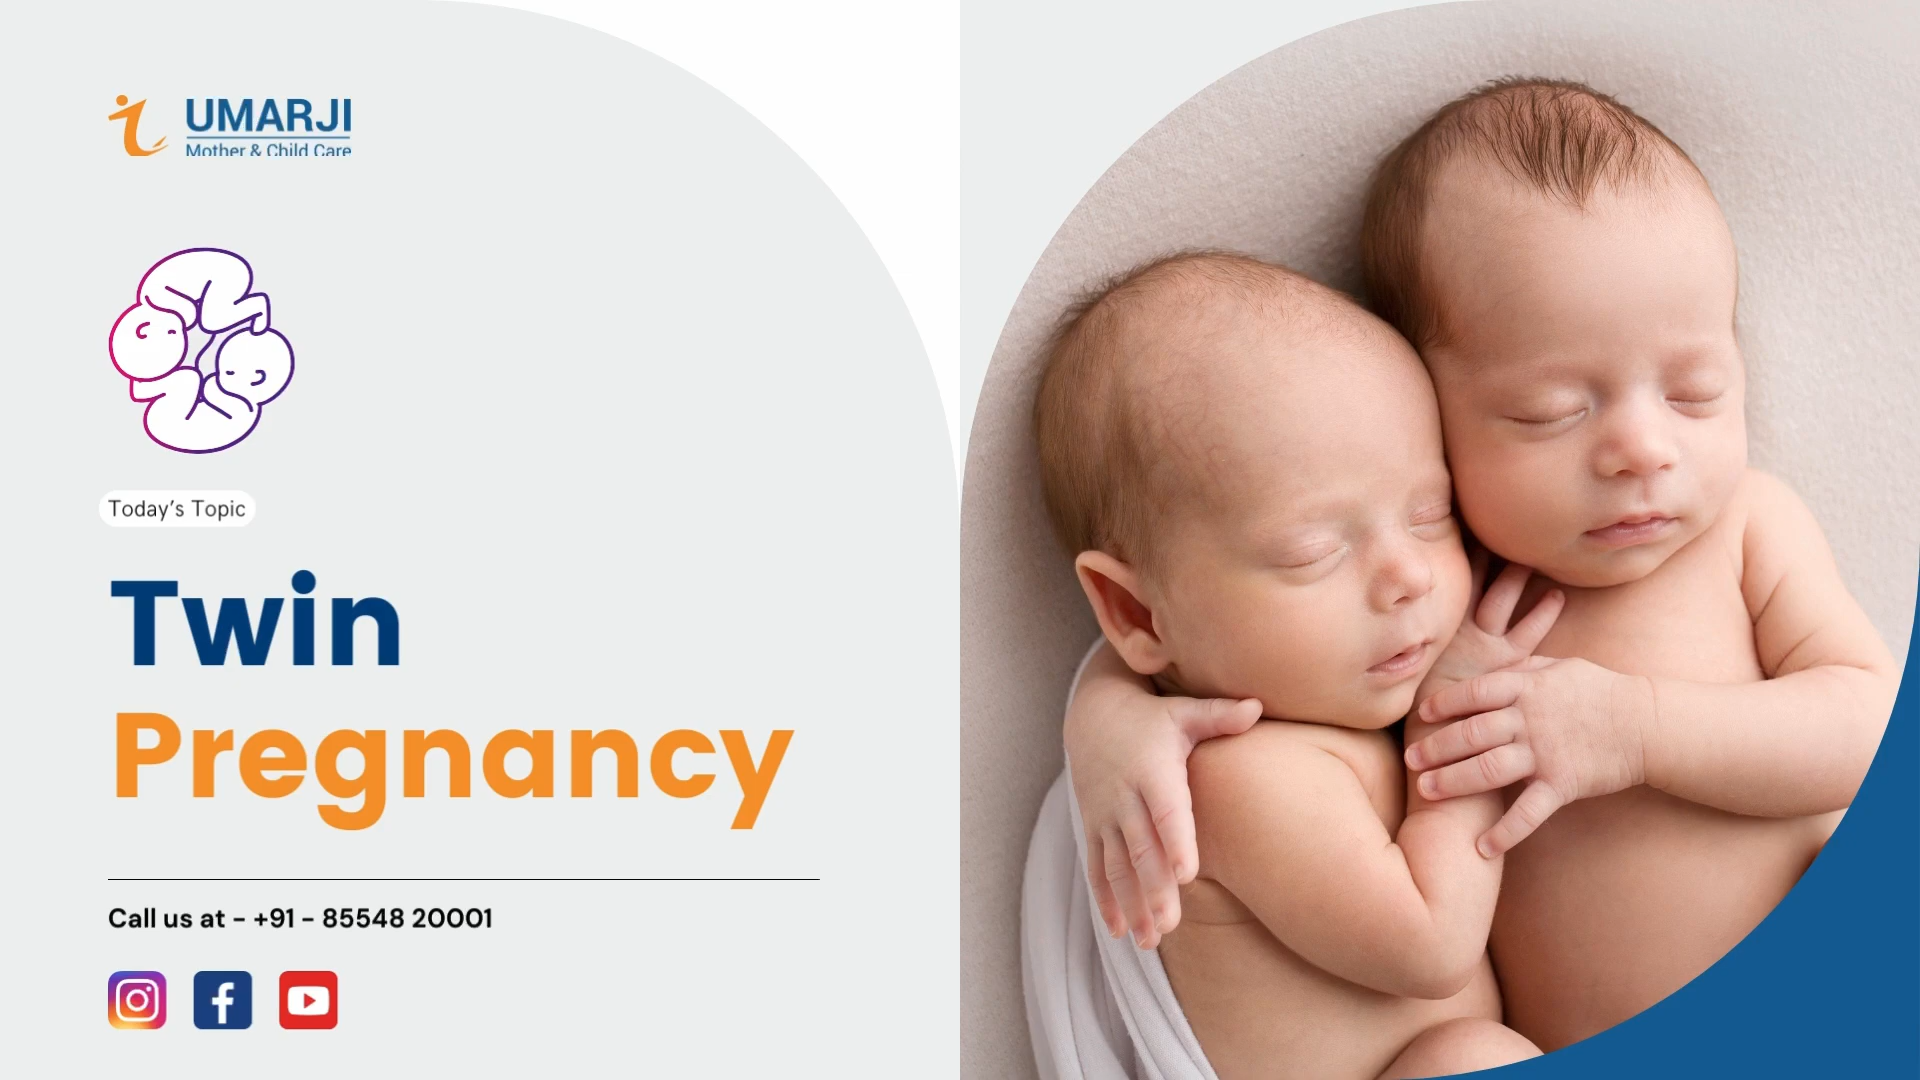 UMARJI
Mother & Child Care
Today's Topic
Twin
Pregnancy
Call us at - +91 - 85548 20001